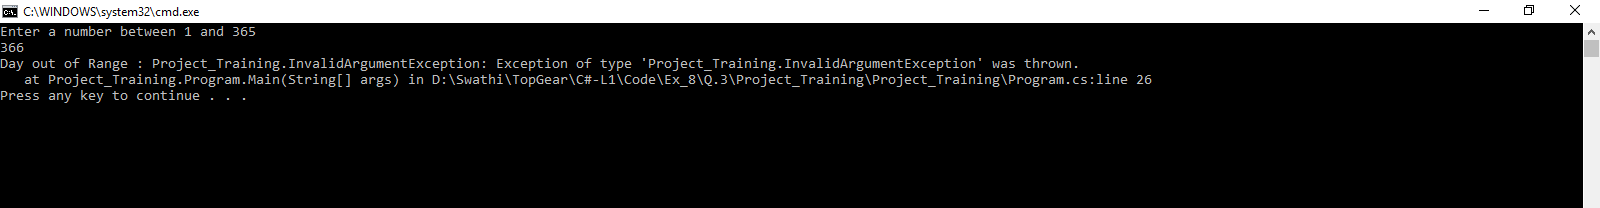 C:\WINDOWS\system32\cmd.exe
Enter a number between 1 and 365
366
Day out of Range : Project_Training.InvalidArgumentException: Exception of type 'Project_Training.InvalidArgumentException' was thrown.
   at Project_Training.Program.Main(String[] args) in D:\Swathi\TopGear\C#-L1\Code\Ex_8\Q.3\Project_Training\Project_Training\Program.cs:line 26
Press any key to continue . . .